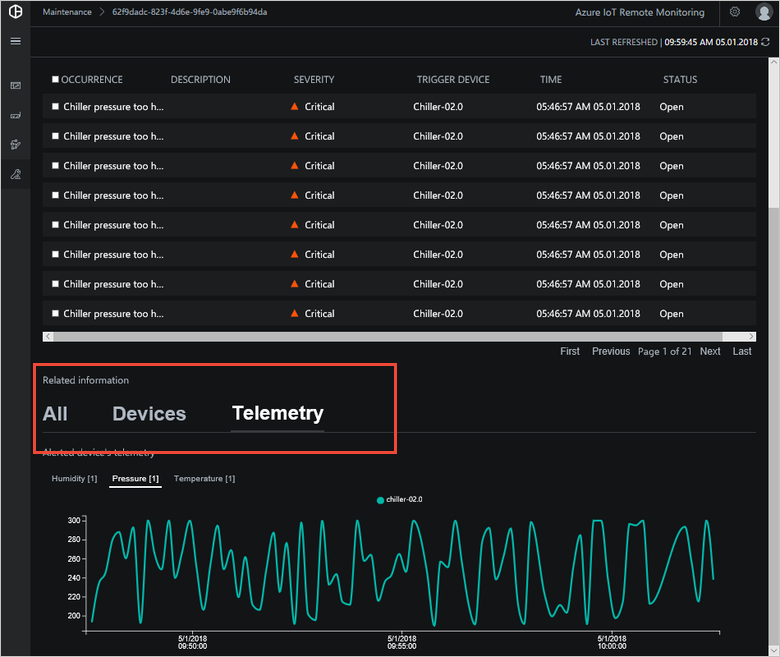 Maintenance > 62f9dadc-823f-4d6e-9fe9-0abe9f6b94da Azure IoT Remote Monitoring
LAST REFRESHED | 09:59:45 AM 05.01.2018
OCCURRENCE DESCRIPTION SEVERITY TRIGGER DEVICE TIME STATUS
Chiller pressure too h... Critical Chiller-02.0 05:46:57 AM 05.01.2018 Open
Chiller pressure too h... Critical Chiller-02.0 05:46:57 AM 05.01.2018 Open
Chiller pressure too h... Critical Chiller-02.0 05:46:57 AM 05.01.2018 Open
Chiller pressure too h... Critical Chiller-02.0 05:46:57 AM 05.01.2018 Open
Chiller pressure too h... Critical Chiller-02.0 05:46:57 AM 05.01.2018 Open
Chiller pressure too h... Critical Chiller-02.0 05:46:57 AM 05.01.2018 Open
Chiller pressure too h... Critical Chiller-02.0 05:46:57 AM 05.01.2018 Open
Chiller pressure too h... Critical Chiller-02.0 05:46:57 AM 05.01.2018 Open
First Previous Page 1 of 21 Next Last
Related information
All Devices Telemetry
Alerted device's telemetry
Humidity [1] Pressure [1] Temperature [1]
chiller-02.0
300
280
260
240
220
200
5/1/2018 5/1/2018 5/1/2018
09:50:00 09:55:00 10:00:00